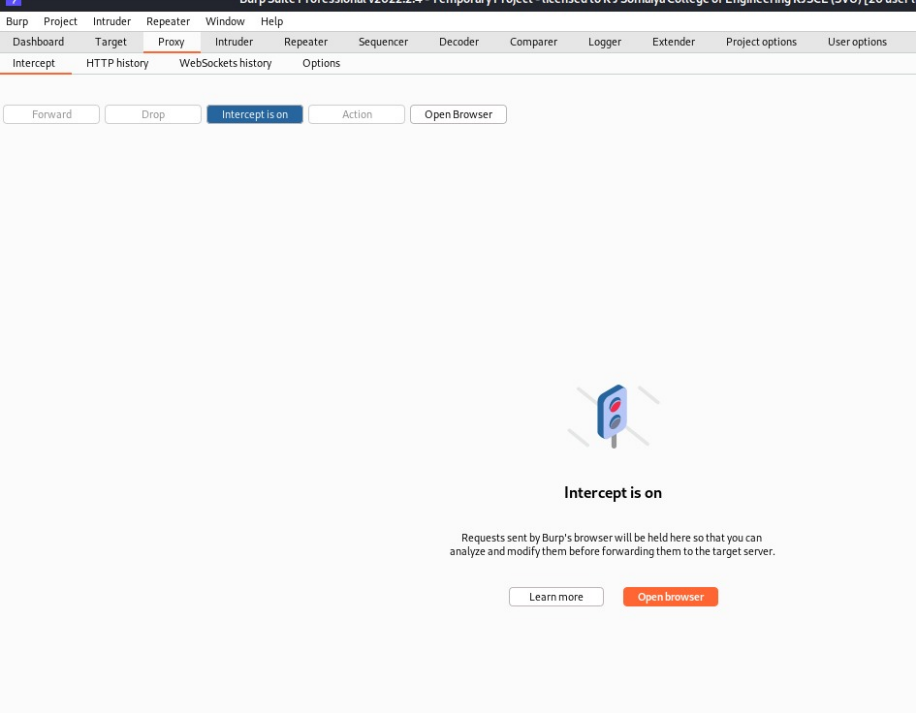 Burp Suite Professional v2022.2.4 - Temporary Project - licensed to K J Somaiya College of Engineering KJSCE (SVU) [20 user
Burp Project Intruder Repeater Window Help
Dashboard Target Proxy Intruder Repeater Sequencer Decoder Comparer Logger Extender Project options User options
Intercept HTTP history WebSockets history Options
Forward Drop Intercept is on Action Open Browser
Intercept is on
Requests sent by Burp's browser will be held here so that you can
analyze and modify them before forwarding them to the target server.
Learn more Open browser